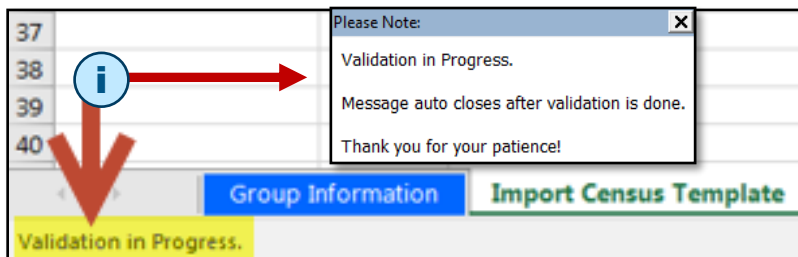 37
38
39
40
i
Please Note:
X
Validation in Progress.
Message auto closes after validation is done.
Thank you for your patience!
Group Information
Import Census Template
Validation in Progress.